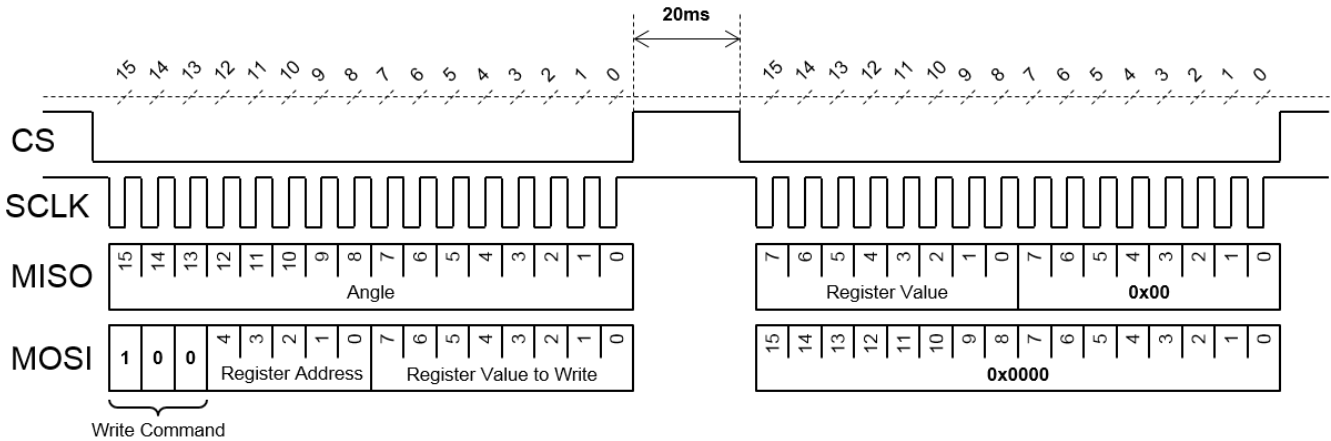 20ms
15 14 13 12 11 10 9 8 7 6 5 4 3 2 1 0 15 14 13 12 11 10 9 8 7 6 5 4 3 2 1 0
CS
SCLK
MISO 15 14 13 12 11 10 9 8 7 6 5 4 3 2 1 0 7 6 5 4 3 2 1 0 7 6 5 4 3 2 1 0
Angle Register Value 0x00
MOSI 1 0 0 4 3 2 1 0 7 6 5 4 3 2 1 0 15 14 13 12 11 10 9 8 7 6 5 4 3 2 1 0
Register Address Register Value to Write 0x0000
Write Command